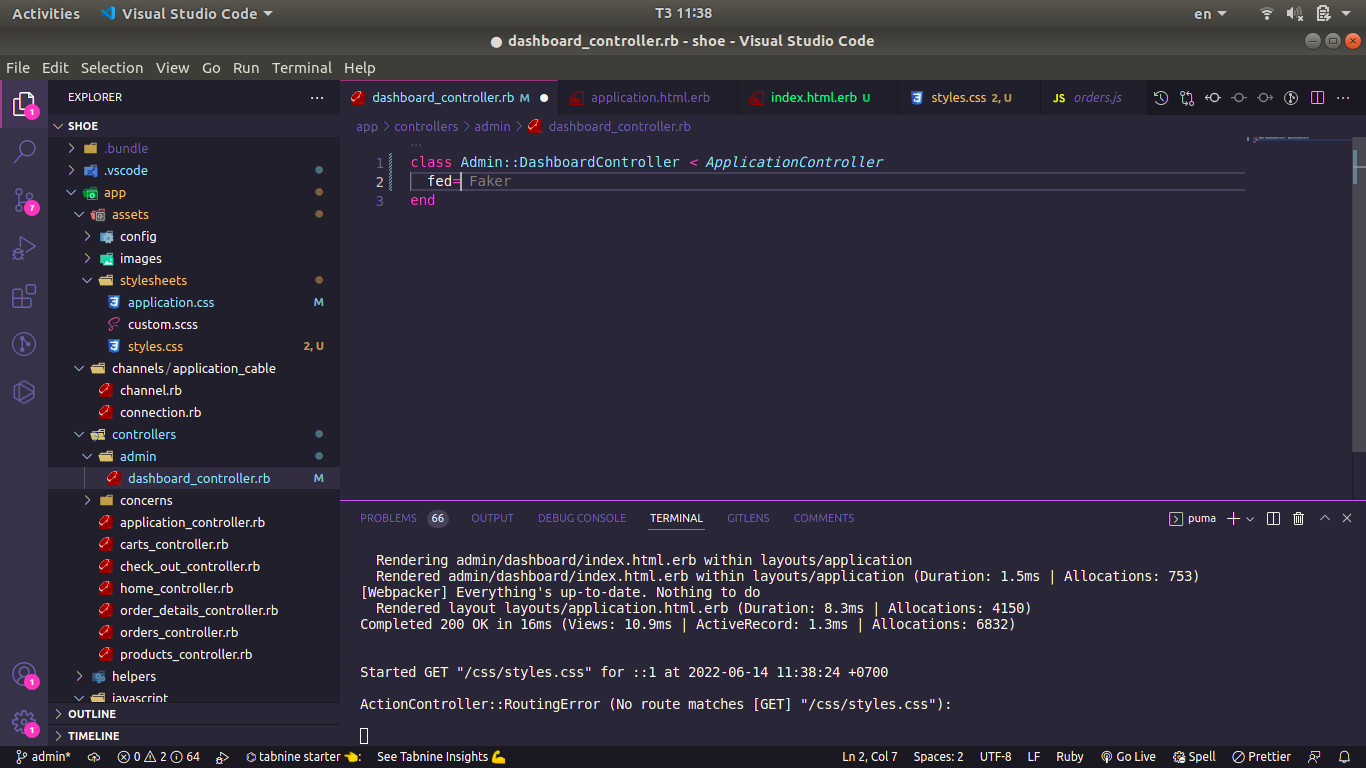 Activities Visual Studio Code T3 11:38 en
dashboard_controller.rb - shoe - Visual Studio Code
File Edit Selection View Go Run Terminal Help
EXPLORER ···
dashboard_controller.rb M application.html.erb index.html.erb U styles.css 2, U JS orders.js ···
SHOE
app > controllers > admin > dashboard_controller.rb
.bundle
.vscode
app
assets
config
images
stylesheets
application.css M
custom.scss
styles.css 2, U
channels/application_cable
channel.rb
connection.rb
controllers
admin
dashboard_controller.rb M
concerns
application_controller.rb
carts_controller.rb
check_out_controller.rb
home_controller.rb
order_details_controller.rb
orders_controller.rb
products_controller.rb
helpers
javascript
OUTLINE
TIMELINE
1
7
1
1
...
1 class Admin::DashboardController < ApplicationController
2 fed= Faker
3 end
PROBLEMS 66 OUTPUT DEBUG CONSOLE TERMINAL GITLENS COMMENTS puma
Rendering admin/dashboard/index.html.erb within layouts/application
Rendered admin/dashboard/index.html.erb within layouts/application (Duration: 1.5ms | Allocations: 753)
[Webpacker] Everything's up-to-date. Nothing to do
Rendered layout layouts/application.html.erb (Duration: 8.3ms | Allocations: 4150)
Completed 200 OK in 16ms (Views: 10.9ms | ActiveRecord: 1.3ms | Allocations: 6832)
Started GET "/css/styles.css" for ::1 at 2022-06-14 11:38:24 +0700
ActionController::RoutingError (No route matches [GET] "/css/styles.css"):
admin* 0 2 64 tabnine starter 👈: See Tabnine Insights 💪 Ln 2, Col 7 Spaces: 2 UTF-8 LF Ruby Go Live Spell Prettier